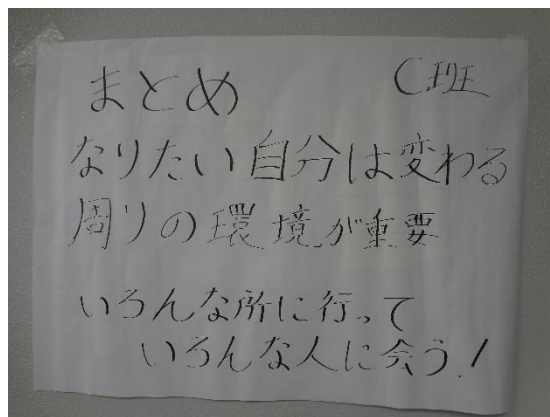 まとめ C班
なりたい自分は変わる
周りの環境が重要
いろんな所に行って
いろんな人に会う!